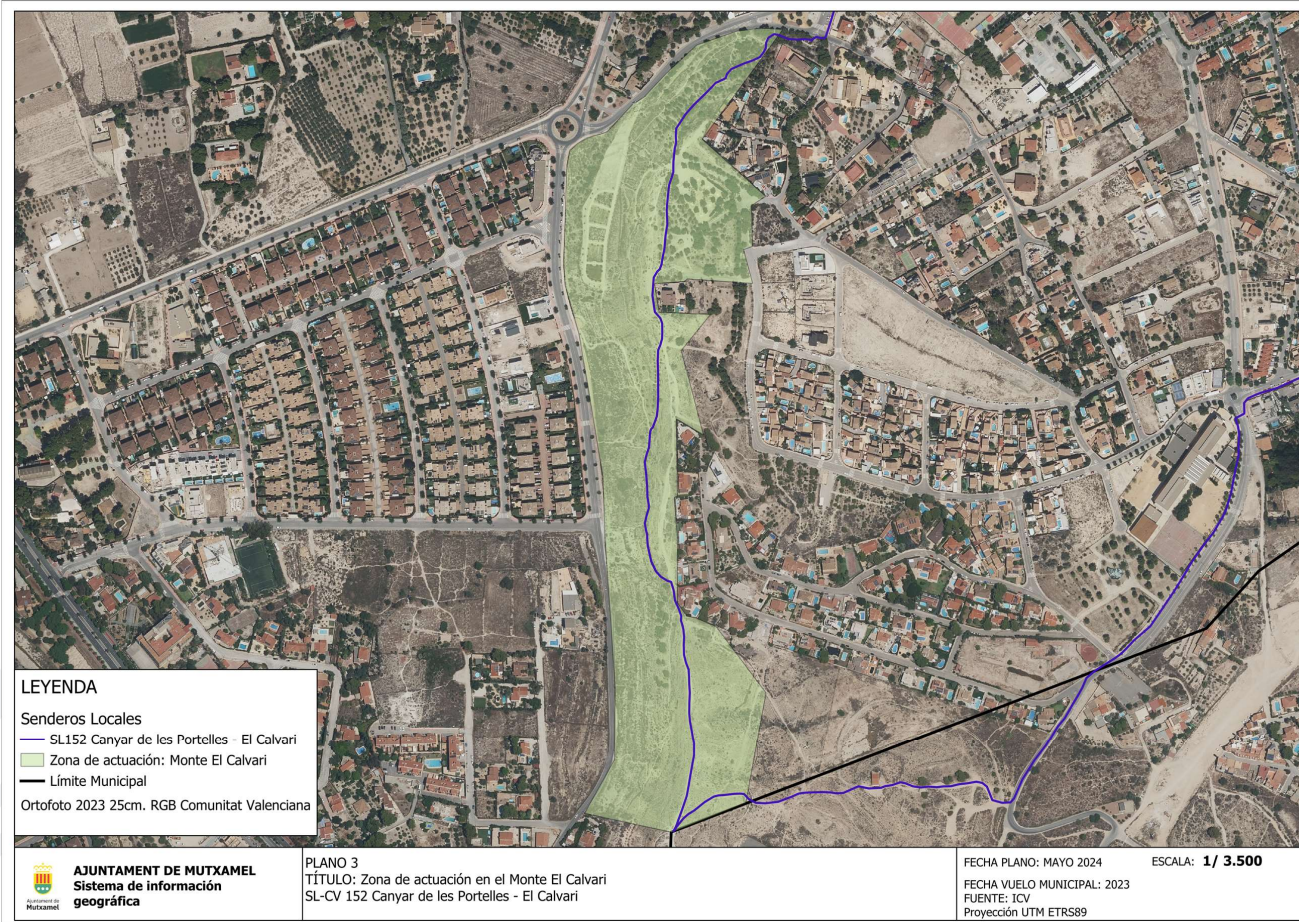 LEYENDA
Senderos Locales
SL152 Canyar de les Portelles - El Calvari
Zona de actuación: Monte El Calvari
Límite Municipal
Ortofoto 2023 25cm. RGB Comunitat Valenciana
Ajuntament de
Mutxamel
AJUNTAMENT DE MUTXAMEL
Sistema de información
geográfica
PLANO 3
TÍTULO: Zona de actuación en el Monte El Calvari
SL-CV 152 Canyar de les Portelles - El Calvari
FECHA PLANO: MAYO 2024
ESCALA: 1/ 3.500
FECHA VUELO MUNICIPAL: 2023
FUENTE: ICV
Proyección UTM ETRS89